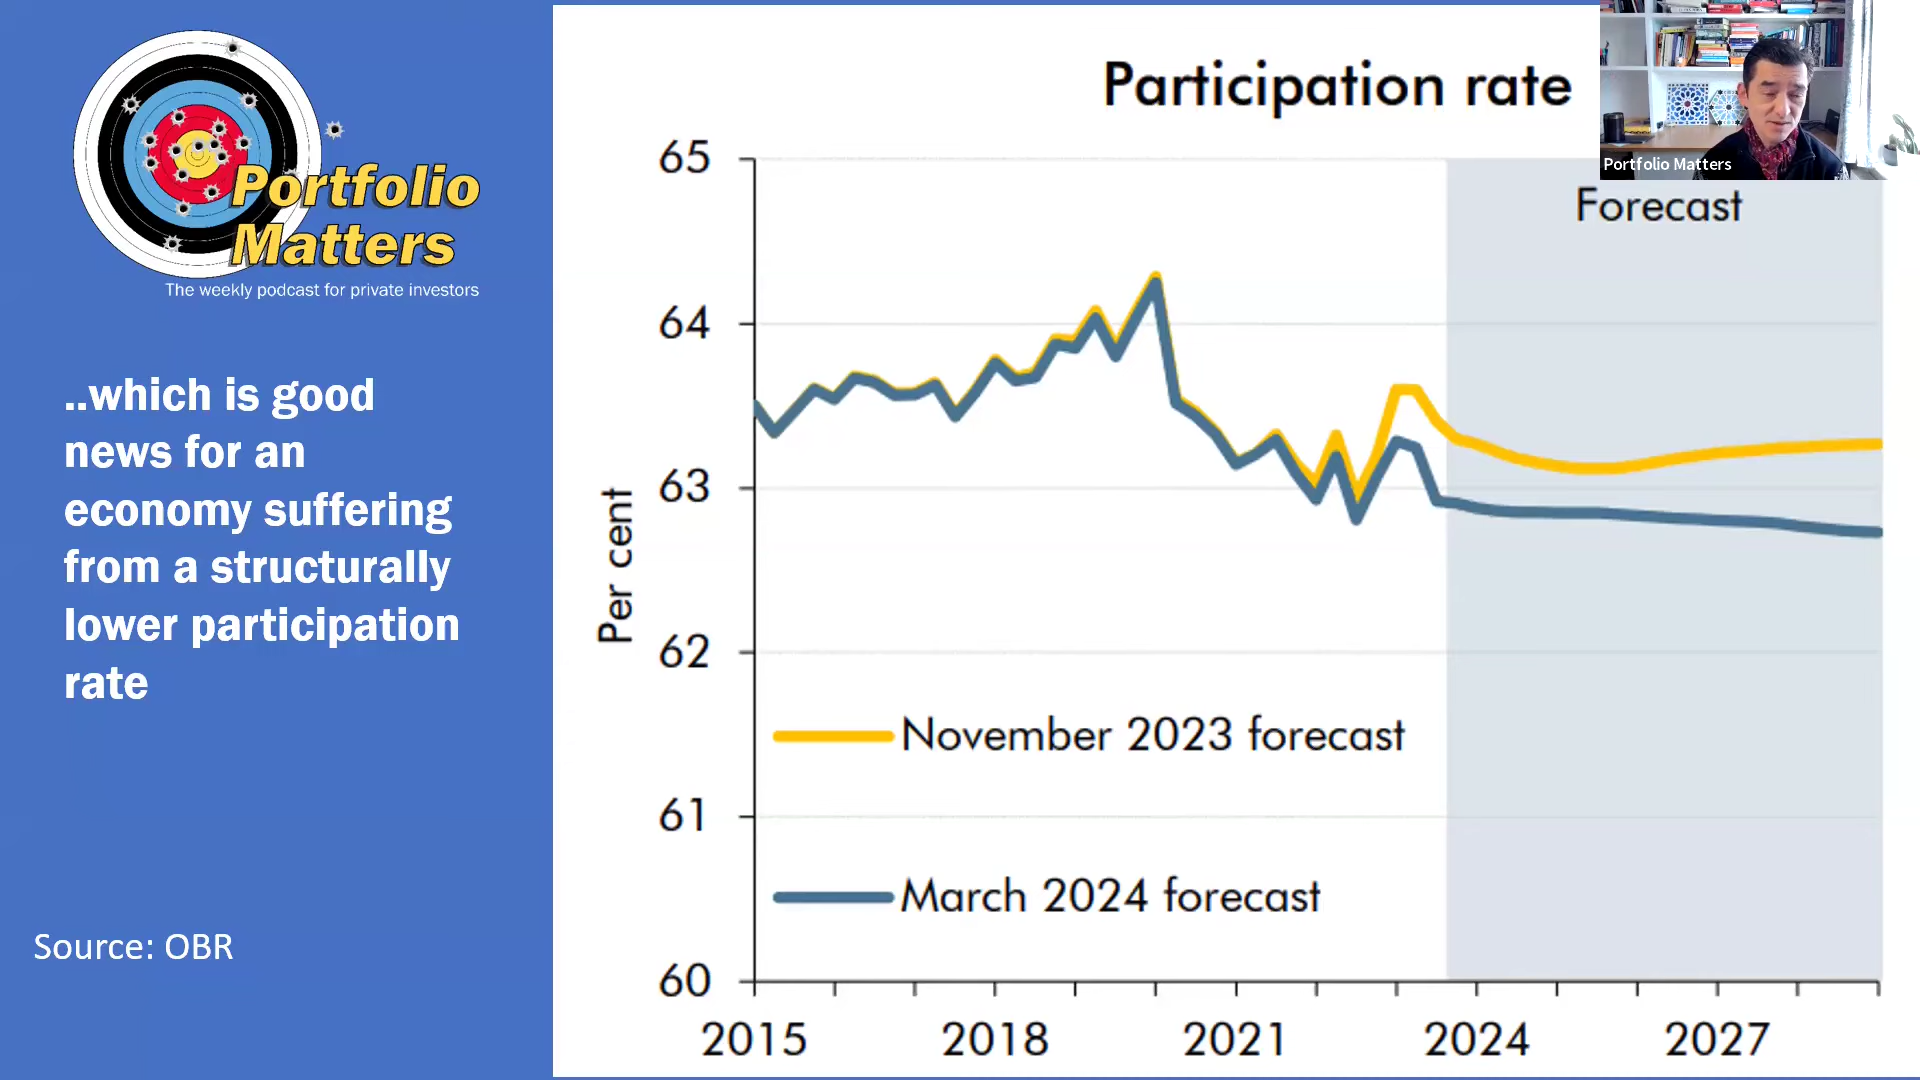 Portfolio
Matters
The weekly podcast for private investors
..which is good
news for an
economy suffering
from a structurally
lower participation
rate
Source: OBR
Participation rate
Portfolio Matters
Forecast
Per cent
65
64
63
62
61
60
November 2023 forecast
March 2024 forecast
2015 2018 2021 2024 2027